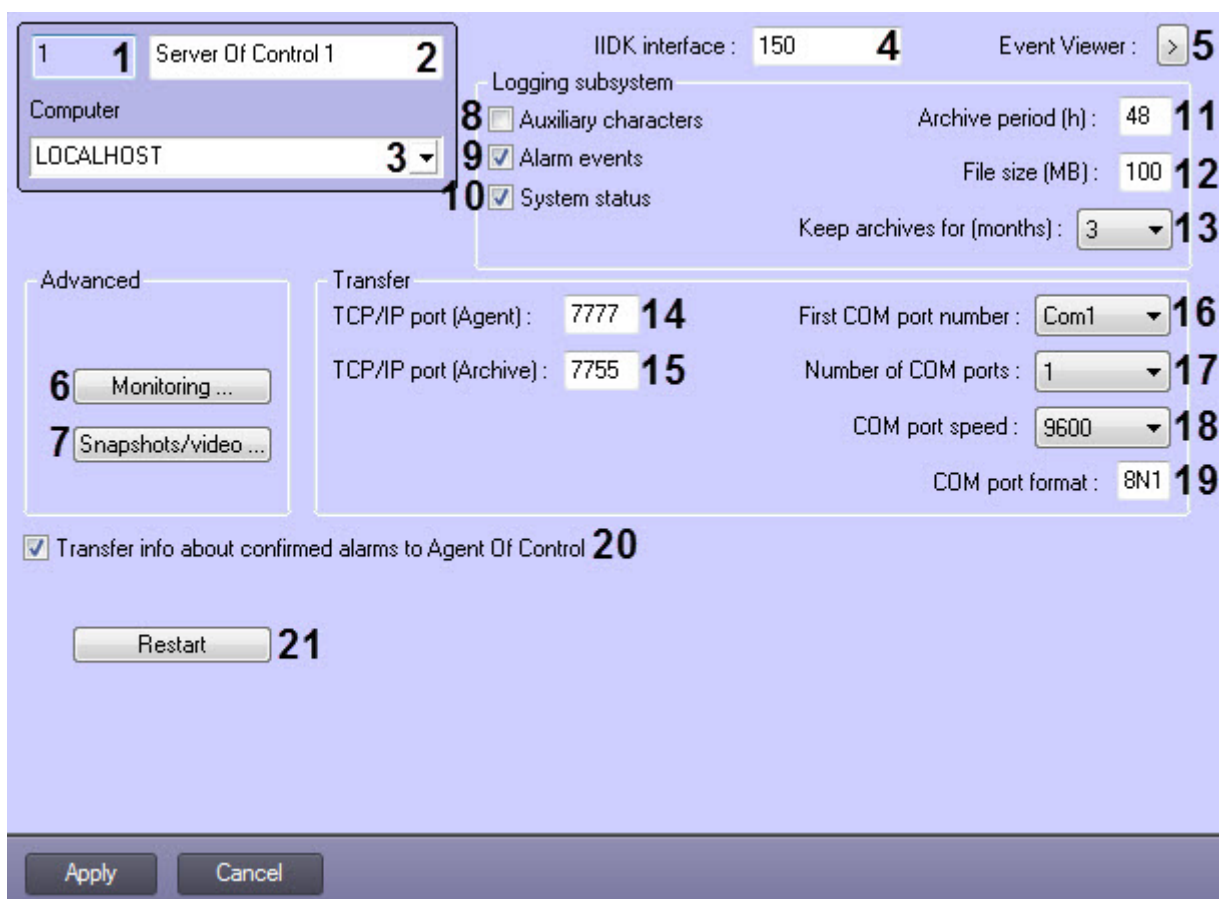 1 1 Server Of Control 1 2
IIDK interface : 150 4
Event Viewer : > 5
Computer
LOCALHOST 3
Logging subsystem
8 Auxiliary characters
9 Alarm events
10 System status
Archive period (h) : 48 11
File size (MB) : 100 12
Keep archives for (months) : 3 13
Advanced
6 Monitoring ...
7 Snapshots/video ...
Transfer
TCP/IP port (Agent) : 7777 14
TCP/IP port (Archive) : 7755 15
First COM port number : Com1 16
Number of COM ports : 1 17
COM port speed : 9600 18
COM port format : 8N1 19
Transfer info about confirmed alarms to Agent Of Control 20
Restart 21
Apply Cancel